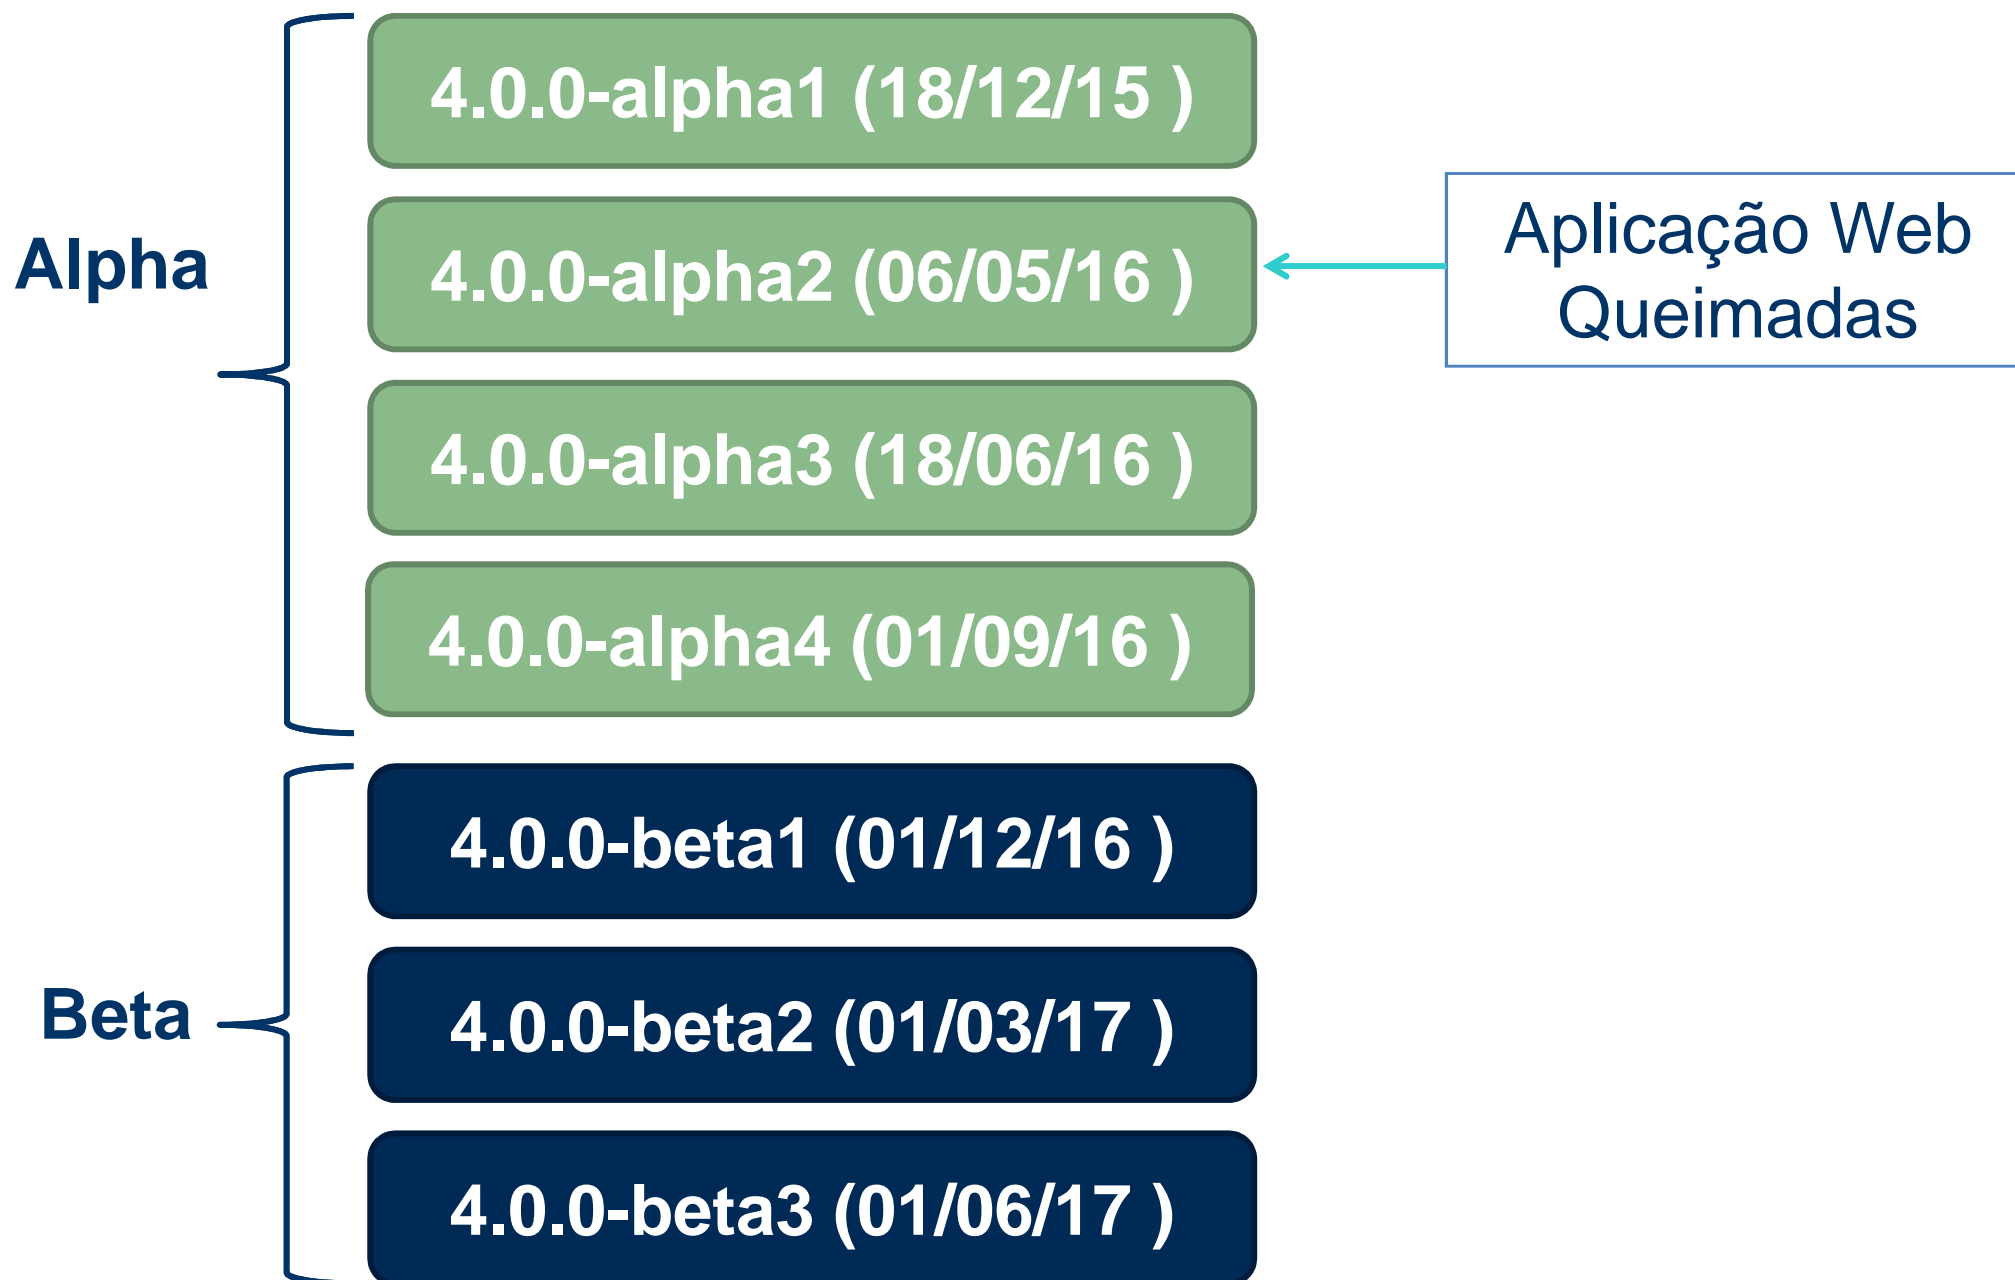 4.0.0-alpha1 (18/12/15 )
Alpha
4.0.0-alpha2 (06/05/16 )
Aplicação Web
Queimadas
4.0.0-alpha3 (18/06/16 )
4.0.0-alpha4 (01/09/16 )
4.0.0-beta1 (01/12/16 )
Beta
4.0.0-beta2 (01/03/17 )
4.0.0-beta3 (01/06/17 )